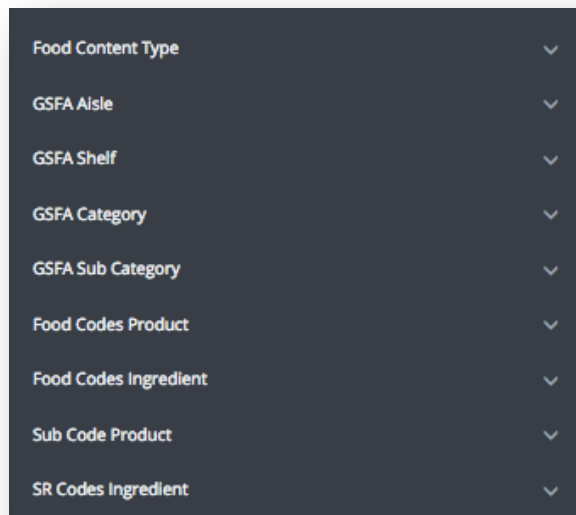 Food Content Type
GSFA Aisle
GSFA Shelf
GSFA Category
GSFA Sub Category
Food Codes Product
Food Codes Ingredient
Sub Code Product
SR Codes Ingredient